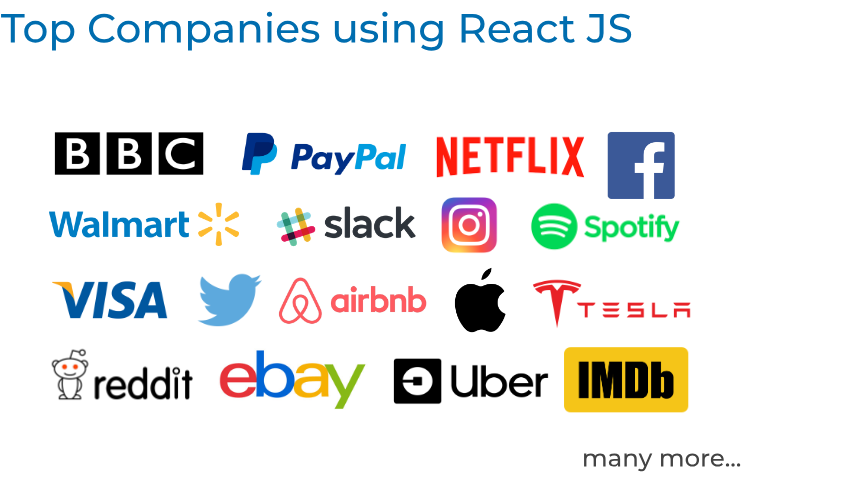 Top Companies using React JS
BBC PayPal NETFLIX f
Walmart slack Spotify
VISA airbnb TESLA
reddit ebay Uber IMDb
many more...